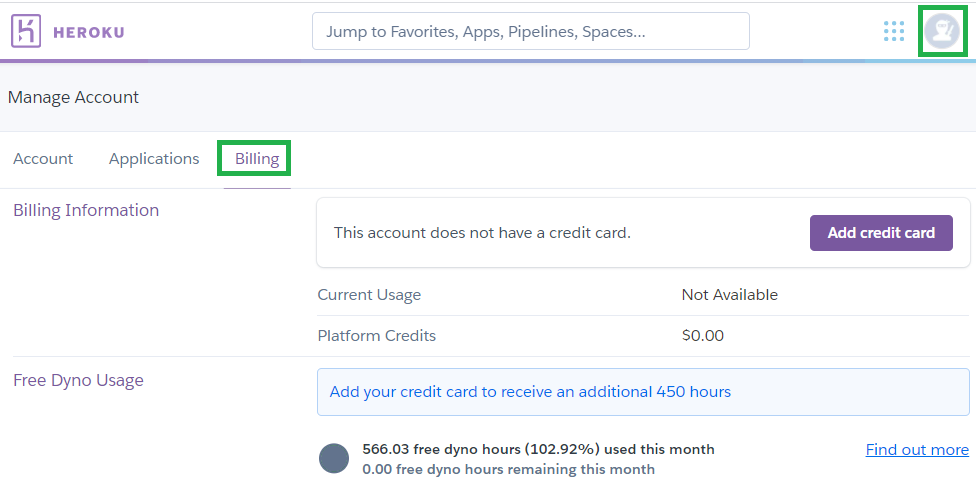 HEROKU
Jump to Favorites, Apps, Pipelines, Spaces...
Manage Account
Account Applications Billing
Billing Information
This account does not have a credit card.
Add credit card
Current Usage Not Available
Platform Credits $0.00
Free Dyno Usage
Add your credit card to receive an additional 450 hours
566.03 free dyno hours (102.92%) used this month
Find out more
0.00 free dyno hours remaining this month